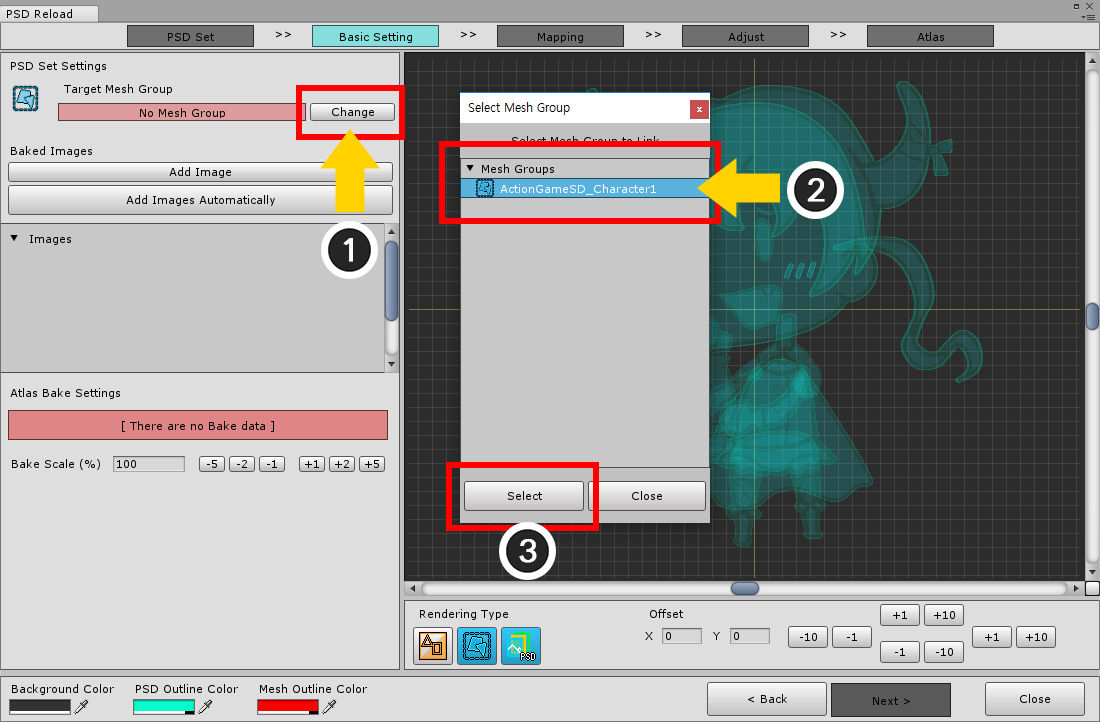 PSD Reload
PSD Set >> Basic Setting >> Mapping >> Adjust >> Atlas
PSD Set Settings
Target Mesh Group
No Mesh Group Change
Baked Images
Add Image
Add Images Automatically
Images
1
Atlas Bake Settings
[ There are no Bake data ]
Bake Scale (%) 100 -5 -2 -1 +1 +2 +5
Select Mesh Group x
Select Mesh Group to Link
Mesh Groups
ActionGameSD_Character1
2
Select Close
3
Rendering Type
PSD
Offset
X 0 Y 0
-10 -1
+1 +10
-1 -10
+1 +10
Background Color PSD Outline Color Mesh Outline Color
< Back Next > Close